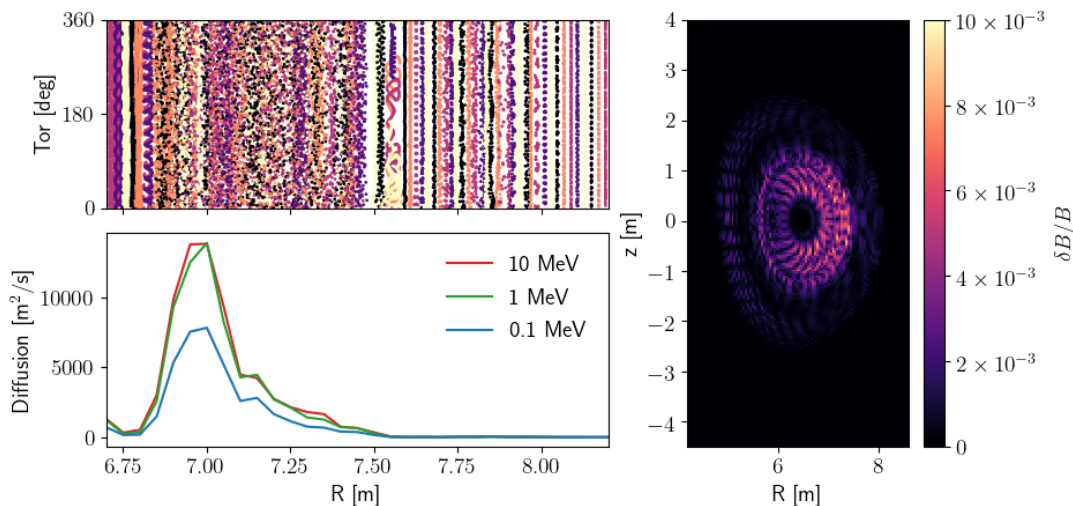 360
180
0
Tor [deg]
10000
5000
0
Diffusion [m²/s]
10 MeV
1 MeV
0.1 MeV
6.75
7.00
7.25
7.50
7.75
8.00
R [m]
4
3
2
1
0
−1
−2
−3
−4
z [m]
6
8
R [m]
10 × 10⁻³
8 × 10⁻³
6 × 10⁻³
4 × 10⁻³
2 × 10⁻³
0
δB/B